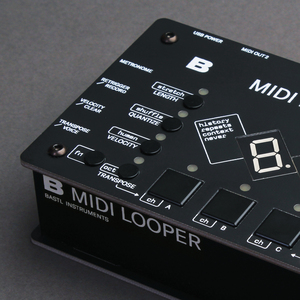 USB POWER
MIDI OUT 2
METRONOME
B
MIDI
RETRIGGER
RECORD
stretch
LENGTH
VELOCITY
CLEAR
shuffle
QUANTIZE
history
repeats
context
never
8.
TRANSPOSE
VOICE
human
VELOCITY
fn
oct
TRANSPOSE
ch A
ch B
ch C
B MIDI LOOPER
BASTL INSTRUMENTS